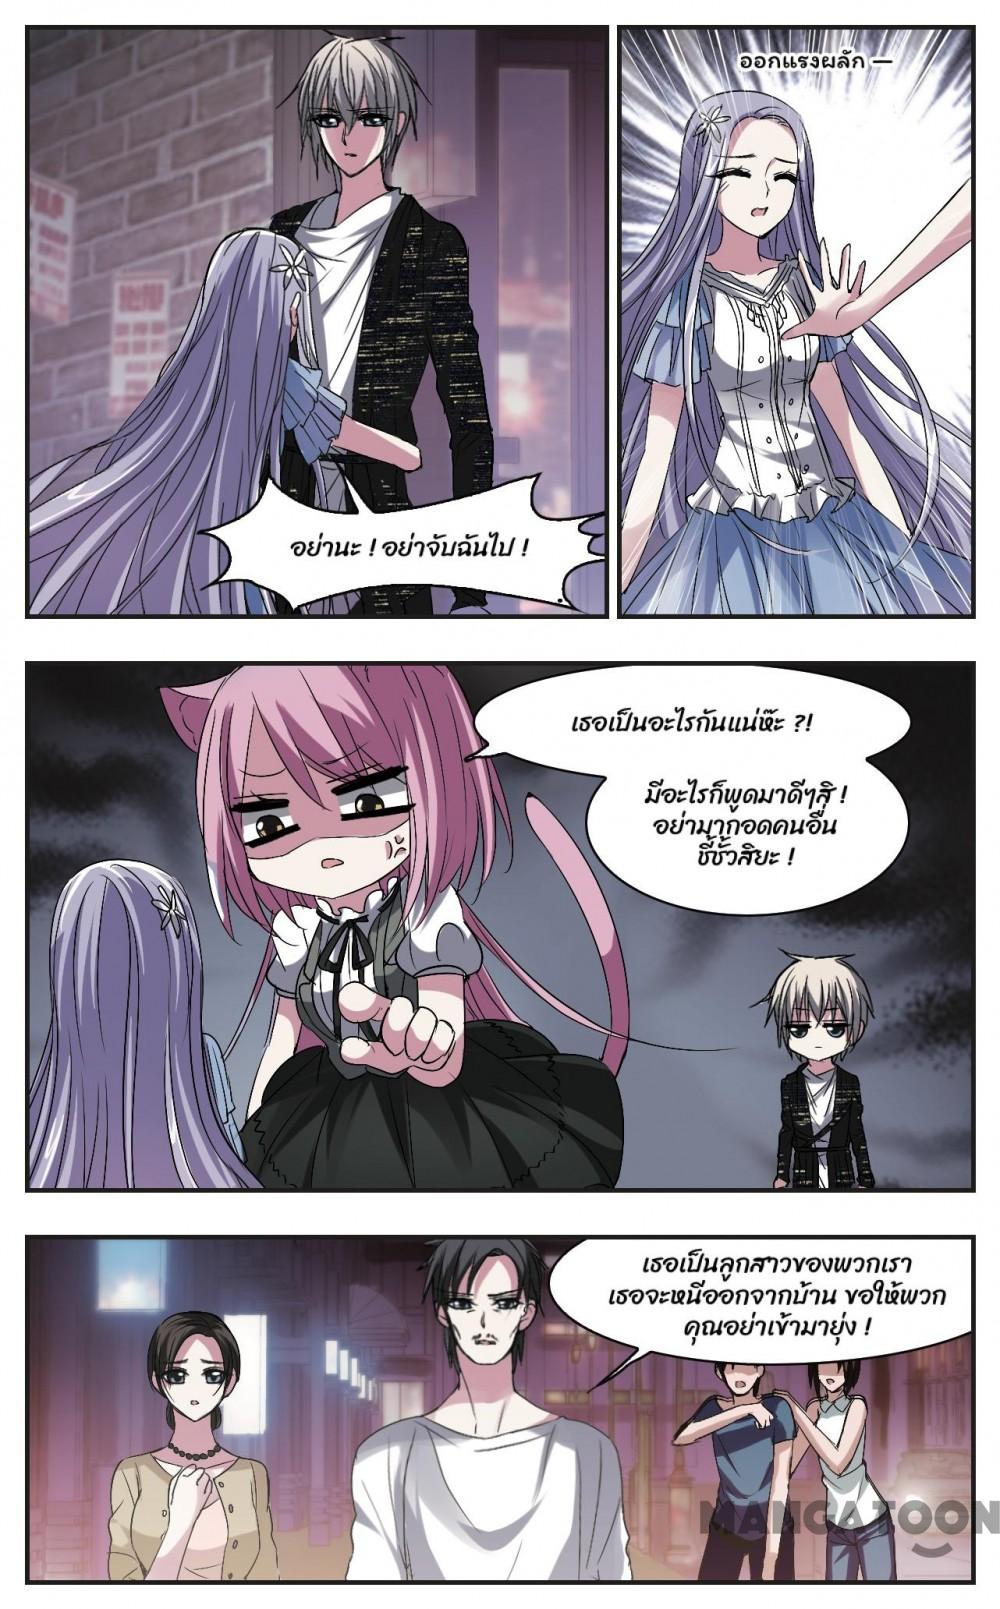 อย่านะ ! อย่าจับฉันไป !
ออกแรงผลัก —
เธอเป็นอะไรกันแน่ห๊ะ ?!
มีอะไรก็พูดมาดีๆสิ !
อย่ามากอดคนอื่น
ชี้ชั้วสิยะ !
เธอเป็นลูกสาวของพวกเรา
เธอจะหนีออกจากบ้าน ขอให้พวก
คุณอย่าเข้ามายุ่ง !
MANGATOON